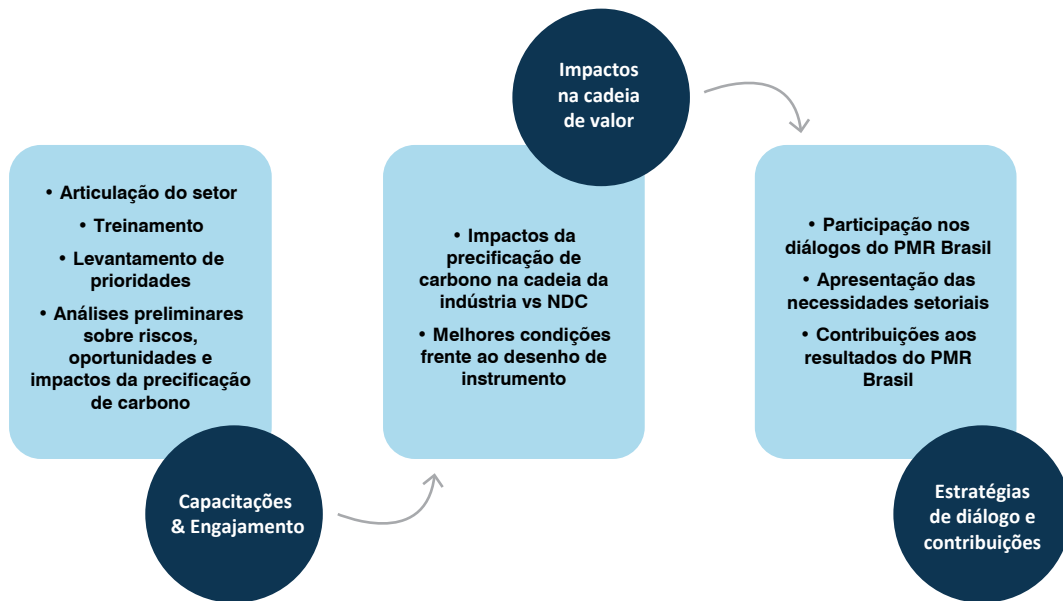 • Articulação do setor
• Treinamento
• Levantamento de
prioridades
• Análises preliminares
sobre riscos,
oportunidades e
impactos da precificação
de carbono
Capacitações
& Engajamento
Impactos
na cadeia
de valor
• Impactos da
precificação de
carbono na cadeia da
indústria vs NDC
• Melhores condições
frente ao desenho de
instrumento
• Participação nos
diálogos do PMR Brasil
• Apresentação das
necessidades setoriais
• Contribuições aos
resultados do PMR
Brasil
Estratégias
de diálogo e
contribuições